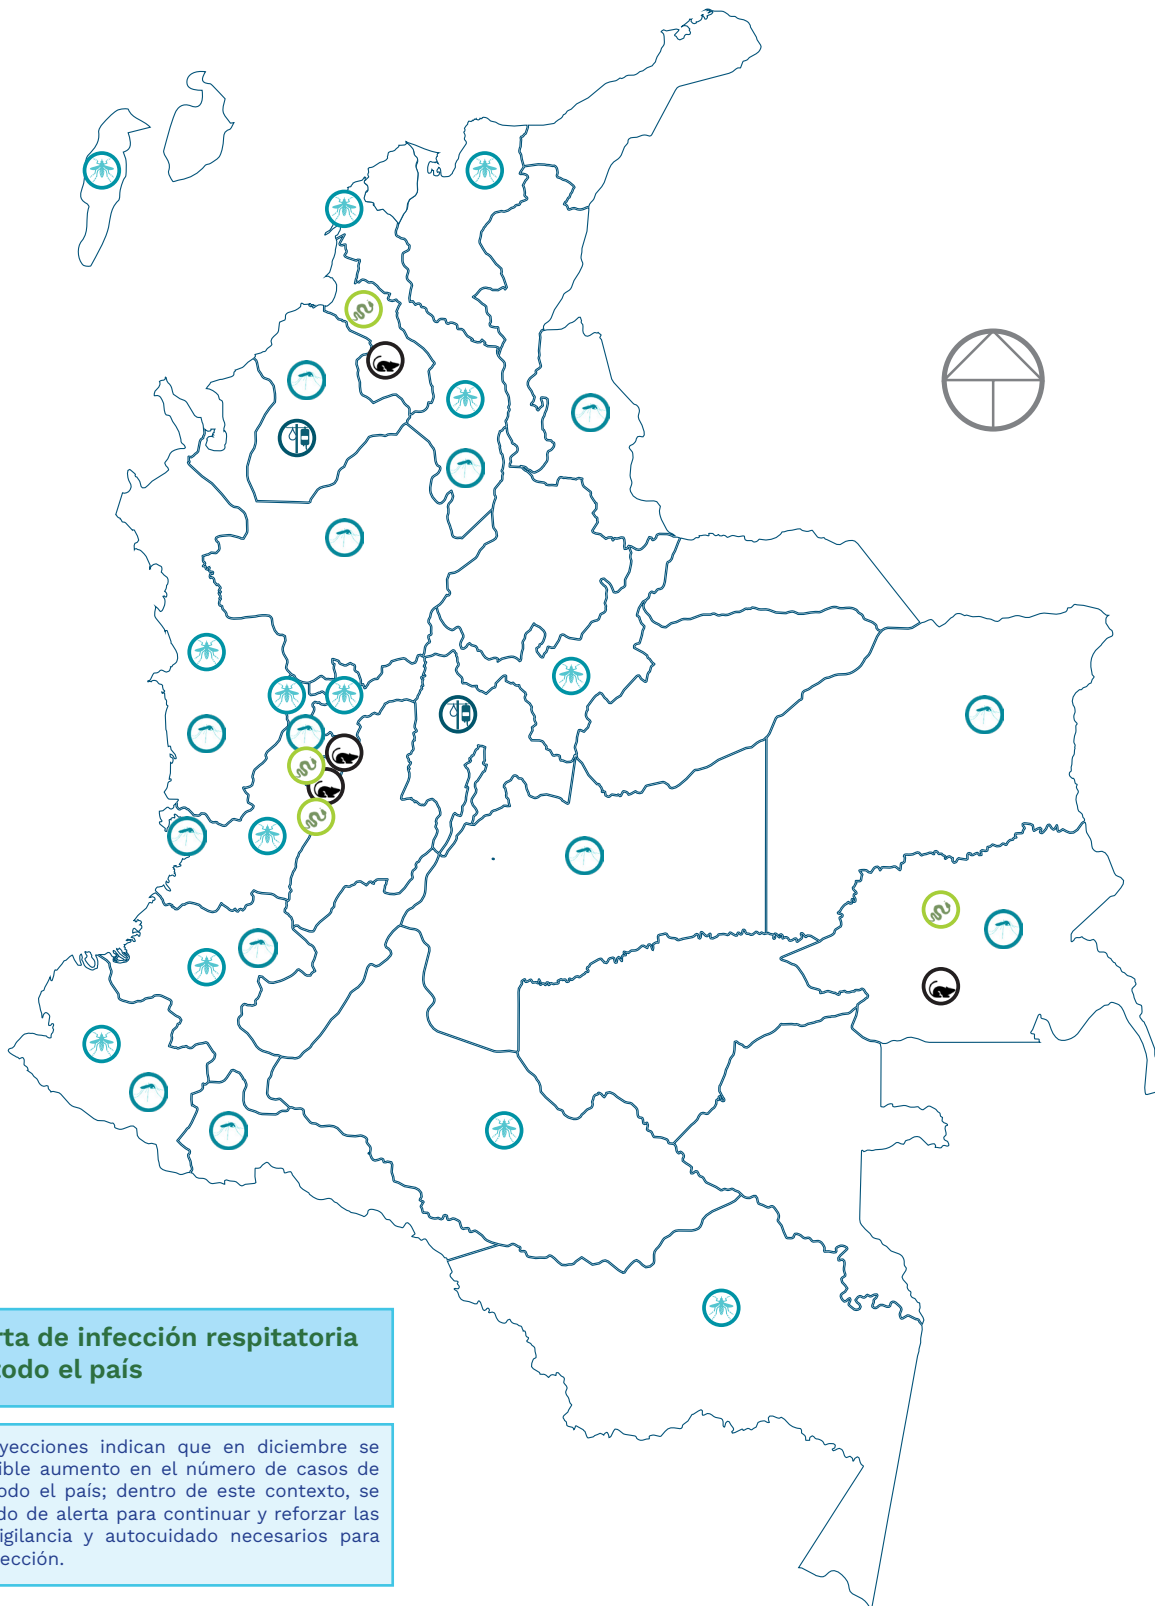 rta de infección respitatoria
todo el país
yecciones indican que en diciembre se
ible aumento en el número de casos de
odo el país; dentro de este contexto, se
do de alerta para continuar y reforzar las
igilancia y autocuidado necesarios para
ección.